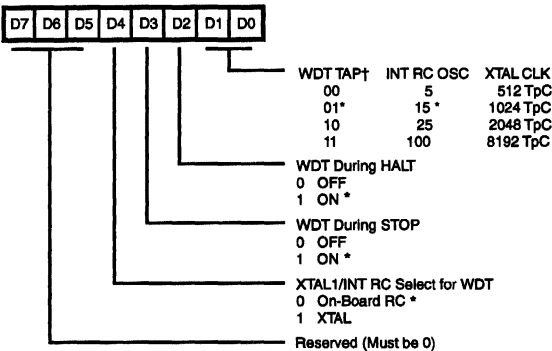 D7 D6 D5 D4 D3 D2 D1 D0
WDT TAP† INT RC OSC XTAL CLK
00 5 512 TpC
01* 15 * 1024 TpC
10 25 2048 TpC
11 100 8192 TpC
WDT During HALT
0 OFF
1 ON *
WDT During STOP
0 OFF
1 ON *
XTAL1/INT RC Select for WDT
0 On-Board RC *
1 XTAL
Reserved (Must be 0)